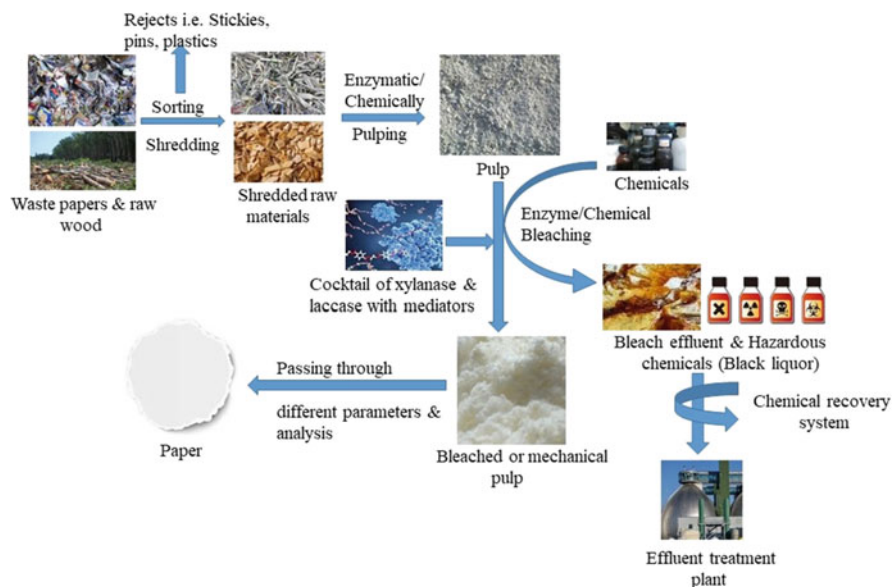 Rejects i.e. Stickies,
pins, plastics
Sorting
Shredding
Waste papers & raw
wood
Shredded raw
materials
Enzymatic/
Chemically
Pulping
Pulp
Chemicals
Enzyme/Chemical
Bleaching
Cocktail of xylanase &
laccase with mediators
Bleach effluent & Hazardous
chemicals (Black liquor)
Chemical recovery
system
Effluent treatment
plant
Bleached or mechanical
pulp
Passing through
different parameters &
analysis
Paper